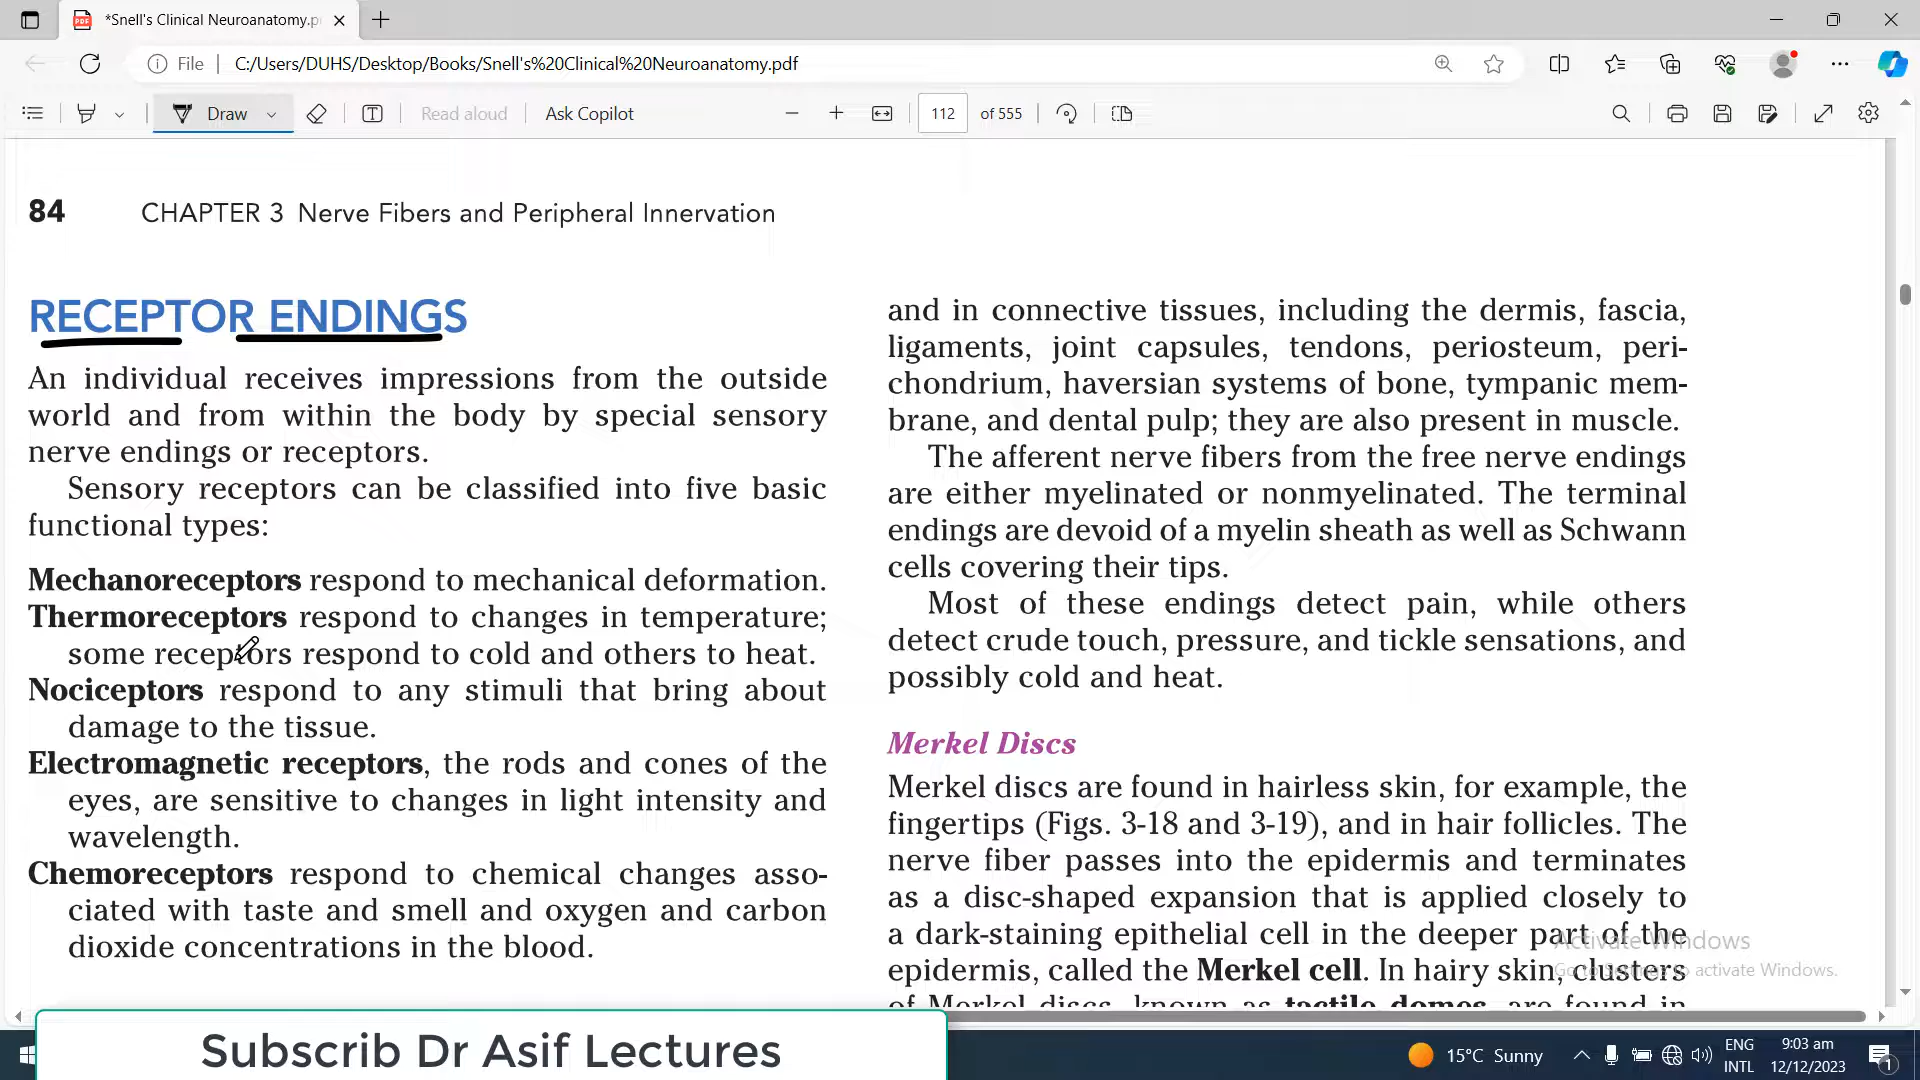 *Snell's Clinical Neuroanatomy.p
File
C:/Users/DUHS/Desktop/Books/Snell's%20Clinical%20Neuroanatomy.pdf
Draw
Read aloud
Ask Copilot
112
of 555
84
CHAPTER 3 Nerve Fibers and Peripheral Innervation
RECEPTOR ENDINGS
An individual receives impressions from the outside
world and from within the body by special sensory
nerve endings or receptors.
Sensory receptors can be classified into five basic
functional types:
Mechanoreceptors respond to mechanical deformation.
Thermoreceptors respond to changes in temperature;
some receptors respond to cold and others to heat.
Nociceptors respond to any stimuli that bring about
damage to the tissue.
Electromagnetic receptors, the rods and cones of the
eyes, are sensitive to changes in light intensity and
wavelength.
Chemoreceptors respond to chemical changes asso-
ciated with taste and smell and oxygen and carbon
dioxide concentrations in the blood.
and in connective tissues, including the dermis, fascia,
ligaments, joint capsules, tendons, periosteum, peri-
chondrium, haversian systems of bone, tympanic mem-
brane, and dental pulp; they are also present in muscle.
The afferent nerve fibers from the free nerve endings
are either myelinated or nonmyelinated. The terminal
endings are devoid of a myelin sheath as well as Schwann
cells covering their tips.
Most of these endings detect pain, while others
detect crude touch, pressure, and tickle sensations, and
possibly cold and heat.
Merkel Discs
Merkel discs are found in hairless skin, for example, the
fingertips (Figs. 3-18 and 3-19), and in hair follicles. The
nerve fiber passes into the epidermis and terminates
as a disc-shaped expansion that is applied closely to
a dark-staining epithelial cell in the deeper part of the
epidermis, called the Merkel cell. In hairy skin, clusters
of Merkel discs, known as tactile domes, are found in
Activate Windows
Go to Settings to activate Windows.
Subscrib Dr Asif Lectures
15°C Sunny
ENG
INTL
9:03 am
12/12/2023
1